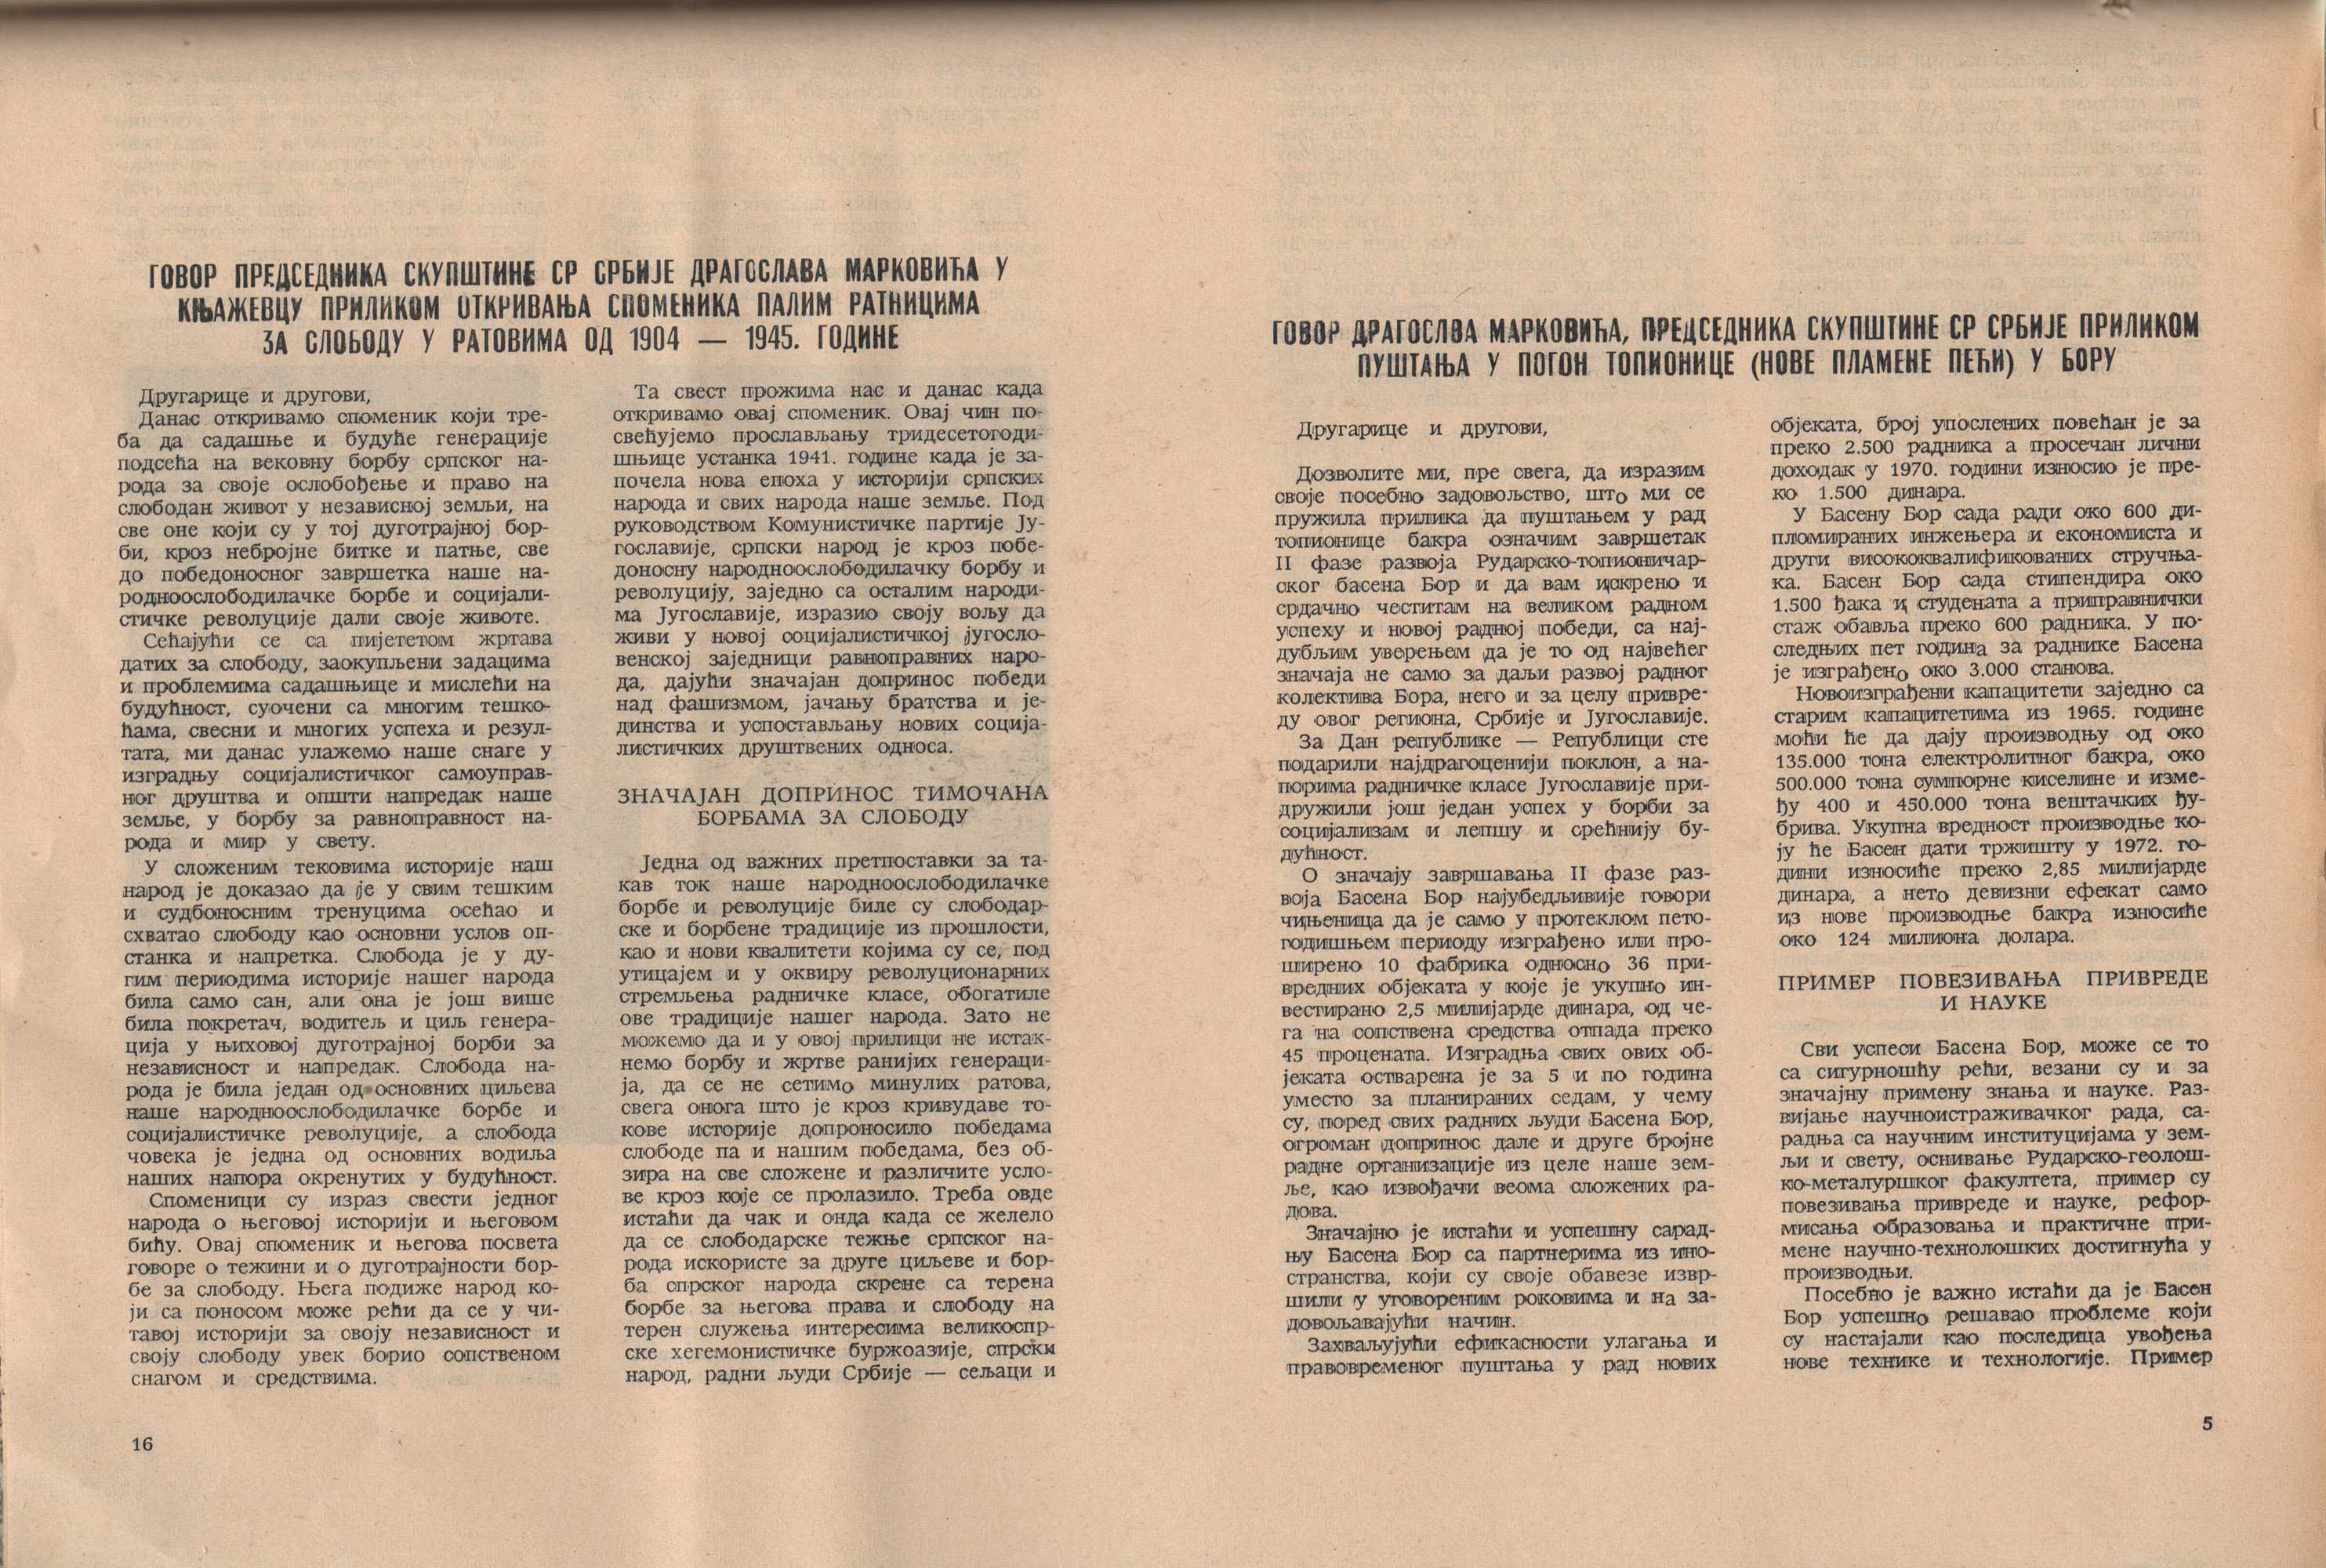 ГОВОР ПРЕДСЕДНИКА СКУПШТИНЕ СР СРБИЈЕ ДРАГОСЛАВА МАРКОВИЋА У
КЊАЖЕВЦУ ПРИЛИКОМ ОТКРИВАЊА СПОМЕНИКА ПАЛИМ РАТНИЦИМА
ЗА СЛОБОДУ У РАТОВИМА ОД 1904 — 1945. ГОДИНЕ
Другарице и другови,
Данас откривамо споменик који тре-
ба да садашње и будуће генерације
подсећа на вековну борбу српског на-
рода за своје ослобођење и право на
слободан живот у независној земљи, на
све оне који су у тој дуготрајној бор-
би, кроз небројне битке и патње, све
до победоносног завршетка наше на-
родноослободилачке борбе и социјали-
стичке револуције дали своје животе.
Сећајући се са пијететом жртава
датих за слободу, заокупљени задацима
и проблемима садашњице и мислећи на
будућност, суочени са многим тешко-
ћама, свесни и многих успеха и резул-
тата, ми данас улажемо наше снаге у
изградњу социјалистичког самоуправ-
ног друштва и општи напредак наше
земље, у борбу за равноправност на-
рода и мир у свету.
У сложеним тековима историје наш
народ је доказао да је у свим тешким
и судбоносним тренуцима осећао и
схватао слободу као основни услов оп-
станка и напретка. Слобода је у ду-
гим периодима историје нашег народа
била само сан, али она је још више
била покретач, водитељ и циљ генера-
ција у њиховој дуготрајној борби за
независност и напредак. Слобода на-
рода је била један од основних циљева
наше народноослободилачке борбе и
социјалистичке револуције, а слобода
човека је једна од основних водиља
наших напора окренутих у будућност.
Споменици су израз свести једног
народа о његовој историји и његовом
бићу. Овај споменик и његова посвета
говоре о тежини и о дуготрајности бор-
бе за слободу. Њега подиже народ ко-
ји са поносом може рећи да се у чи-
тавој историји за своју независност и
своју слободу увек борио сопственом
снагом и средствима.
16
Та свест прожима нас и данас када
откривамо овај споменик. Овај чин по-
свећујемо прослављању тридесетогоди-
шњице устанка 1941. године када је за-
почела нова епоха у историји српских
народа и свих народа наше земље. Под
руководством Комунистичке партије Ју-
гославије, српски народ је кроз побе-
доносну народноослободилачку борбу и
револуцију, заједно са осталим народи-
ма Југославије, изразио своју вољу да
живи у новој социјалистичкој југосло-
венској заједници равноправних наро-
да, дајући значајан допринос победи
над фашизмом, јачању братства и је-
динства и успостављању нових соција-
листичких друштвених односа.
ЗНАЧАЈАН ДОПРИНОС ТИМОЧАНА
БОРБАМА ЗА СЛОБОДУ
Једна од важних претпоставки за та-
кав ток наше народноослободилачке
борбе и револуције биле су слободар-
ске и борбене традиције из прошлости,
као и нови квалитети којима су се, под
утицајем и у оквиру револуционарних
стремљења радничке класе, обогатиле
ове традиције нашег народа. Зато не
можемо да и у овој прилици не истак-
немо борбу и жртве ранијих генераци-
ја, да се не сетимо минулих ратова,
свега онога што је кроз кривудаве то-
кове историје допроносило победама
слободе па и нашим победама, без об-
зира на све сложене и различите усло-
ве кроз које се пролазило. Треба овде
истаћи да чак и онда када се желело
да се слободарске тежње српског на-
рода искористе за друге циљеве и бор-
ба спрског народа скрене са терена
борбе за његова права и слободу на
терен служења интересима великоспр-
ске хегемонистичке буржоазије, спрски
народ, радни људи Србије — сељаци и
ГОВОР ДРАГОСЛВА МАРКОВИЋА, ПРЕДСЕДНИКА СКУПШТИНЕ СР СРБИЈЕ ПРИЛИКОМ
ПУШТАЊА У ПОГОН ТОПИОНИЦЕ (НОВЕ ПЛАМЕНЕ ПЕЋИ) У БОРУ
Другарице и другови,
Дозволите ми, пре свега, да изразим
своје посебно задовољство, што ми се
пружила прилика да пуштањем у рад
топионице бакра означим завршетак
II фазе развоја Рударско-топионичар-
ског басена Бор и да вам искрено и
срдачно честитам на великом радном
успеху и новој радној победи, са нај-
дубљим уверењем да је то од највећег
значаја не само за даљи развој радног
колектива Бора, него и за целу привре-
ду овог региона, Србије и Југославије.
За Дан републике — Републици сте
подарили најдрагоценији поклон, а на-
порима радничке класе Југославије при-
дружили још један успех у борби за
социјализам и лепшу и срећнију бу-
дућност.
О значају завршавања II фазе раз-
воја Басена Бор најубедљивије говори
чињеница да је само у протеклом пето-
годишњем периоду изграђено или про-
ширено 10 фабрика односно 36 при-
вредних објеката у које је укупно ин-
вестирано 2,5 милијарде динара, од че-
га на сопствена средства отпада преко
45 процената. Изградња свих ових об-
јеката остварена је за 5 и по година
уместо за планираних седам, у чему
су, поред свих радних људи Басена Бор,
огроман допринос дале и друге бројне
радне организације из целе наше зем-
ље, као извођачи веома сложених ра-
дова.
Значајно је истаћи и успешну сарад-
њу Басена Бор са партнерима из ино-
странства, који су своје обавезе извр-
шили у уговореним роковима и на за-
довољавајући начин.
Захваљујући ефикасности улагања и
правовременог пуштања у рад нових
објеката, број упослених повећан је за
преко 2.500 радника а просечан лични
доходак у 1970. години износио је пре-
ко 1.500 динара.
У Басену Бор сада ради око 600 ди-
пломираних инжењера и економиста и
други висококвалификованих стручња-
ка. Басен Бор сада стипендира око
1.500 ђака и студената а приправнички
стаж обавља преко 600 радника. У по-
следњих пет година за раднике Басена
је изграђено око 3.000 станова.
Новоизграђени капацитети заједно са
старим капацитетима из 1965. године
моћи ће да дају производњу од око
135.000 тона електролитног бакра, око
500.000 тона сумпорне киселине и изме-
ђу 400 и 450.000 тона вештачких ђу-
брива. Укупна вредност производње ко-
ју ће Басен дати тржишту у 1972. го-
дини износиће преко 2,85 милијарде
динара, а нето девизни ефекат само
из нове производње бакра износиће
око 124 милиона долара.
ПРИМЕР ПОВЕЗИВАЊА ПРИВРЕДЕ
И НАУКЕ
Сви успеси Басена Бор, може се то
са сигурношћу рећи, везани су и за
значајну примену знања и науке. Раз-
вијање научноистраживачког рада, са-
радња са научним институцијама у зем-
љи и свету, оснивање Рударско-геолош-
ко-металуршког факултета, пример су
повезивања привреде и науке, рефор-
мисања образовања и практичне при-
мене научно-технолошких достигнућа у
производњи.
Посебно је важно истаћи да је Басен
Бор успешно решавао проблеме који
су настајали као последица увођења
нове технике и технологије. Пример
5